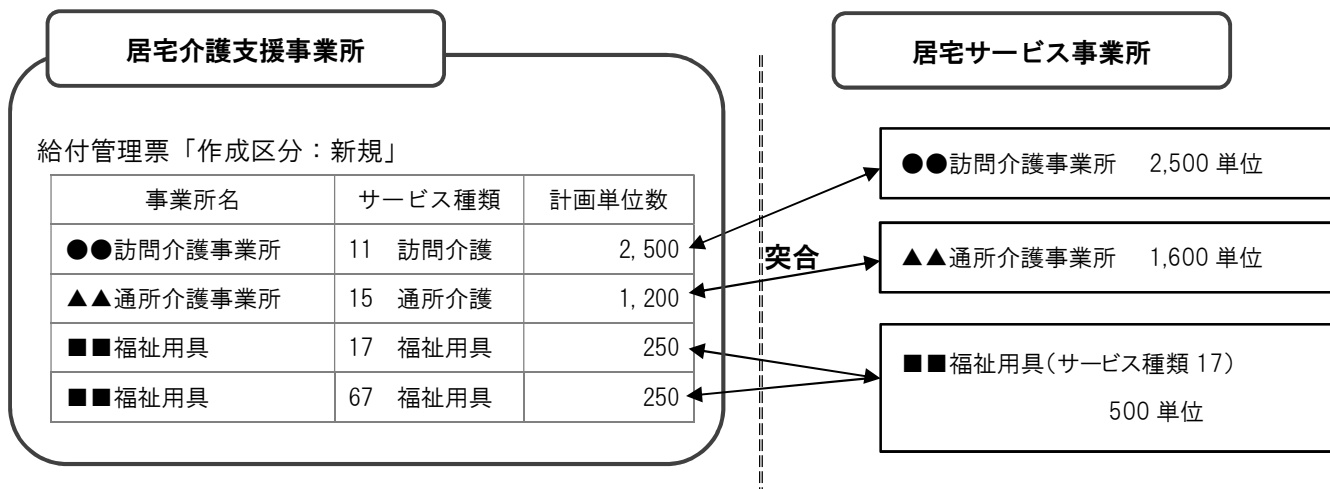 居宅介護支援事業所
居宅サービス事業所
給付管理票「作成区分：新規」
事業所名 サービス種類 計画単位数
●●訪問介護事業所 11 訪問介護 2,500
▲▲通所介護事業所 15 通所介護 1,200
■■福祉用具 17 福祉用具 250
■■福祉用具 67 福祉用具 250
突合
●●訪問介護事業所 2,500 単位
▲▲通所介護事業所 1,600 単位
■■福祉用具（サービス種類 17）
500 単位